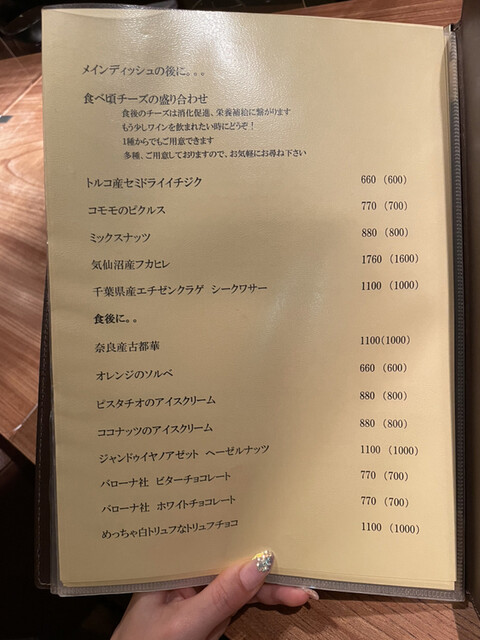 メインディッシュの後に。。。
食べ頃チーズの盛り合わせ
食後のチーズは消化促進、栄養補給に繋がります
もう少しワインを飲まれたい時にどうぞ！
1種からでもご用意できます
多種、ご用意しておりますので、お気軽にお尋ね下さい
トルコ産セミドライイチジク 660 (600)
コモモのピクルス 770 (700)
ミックスナッツ 880 (800)
気仙沼産フカヒレ 1760 (1600)
千葉県産エチゼンクラゲ シークワサー 1100 (1000)
食後に。。
奈良産古都華 1100(1000)
オレンジのソルベ 660 (600)
ピスタチオのアイスクリーム 880 (800)
ココナッツのアイスクリーム 880 (800)
ジャンドゥイヤノアゼット ヘーゼルナッツ 1100 (1000)
バローナ社 ビターチョコレート 770 (700)
バローナ社 ホワイトチョコレート 770 (700)
めっちゃ白トリュフなトリュフチョコ 1100 (1000)